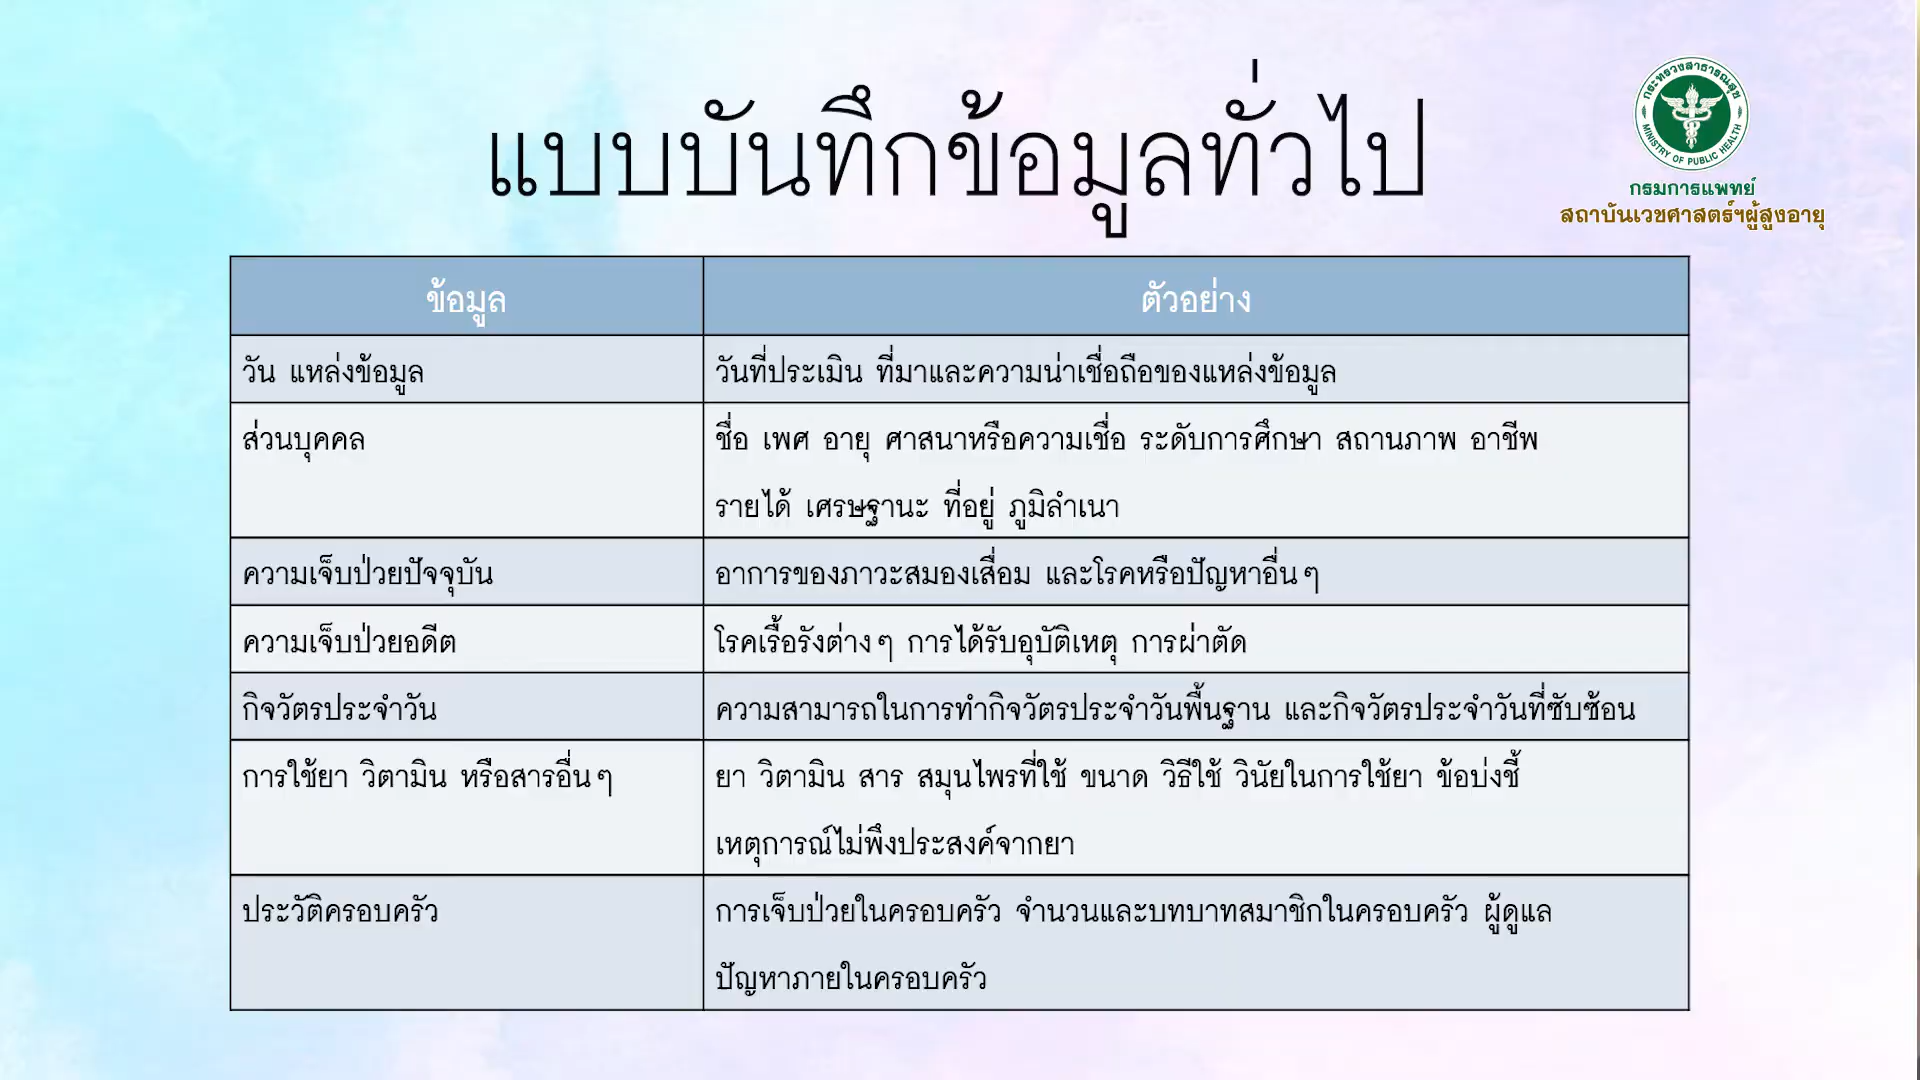 แบบบันทึกข้อมูลทั่วไป
กระทรวงสาธารณสุข
MINISTRY OF PUBLIC HEALTH
กรมการแพทย์
สถาบันเวชศาสตร์ฯผู้สูงอายุ
ข้อมูล ตัวอย่าง
วัน แหล่งข้อมูล วันที่ประเมิน ที่มาและความน่าเชื่อถือของแหล่งข้อมูล
ส่วนบุคคล ชื่อ เพศ อายุ ศาสนาหรือความเชื่อ ระดับการศึกษา สถานภาพ อาชีพ
รายได้ เศรษฐานะ ที่อยู่ ภูมิลำเนา
ความเจ็บป่วยปัจจุบัน อาการของภาวะสมองเสื่อม และโรคหรือปัญหาอื่นๆ
ความเจ็บป่วยอดีต โรคเรื้อรังต่างๆ การได้รับอุบัติเหตุ การผ่าตัด
กิจวัตรประจำวัน ความสามารถในการทำกิจวัตรประจำวันพื้นฐาน และกิจวัตรประจำวันที่ซับซ้อน
การใช้ยา วิตามิน หรือสารอื่นๆ ยา วิตามิน สาร สมุนไพรที่ใช้ ขนาด วิธีใช้ วินัยในการใช้ยา ข้อบ่งชี้
เหตุการณ์ไม่พึงประสงค์จากยา
ประวัติครอบครัว การเจ็บป่วยในครอบครัว จำนวนและบทบาทสมาชิกในครอบครัว ผู้ดูแล
ปัญหาภายในครอบครัว